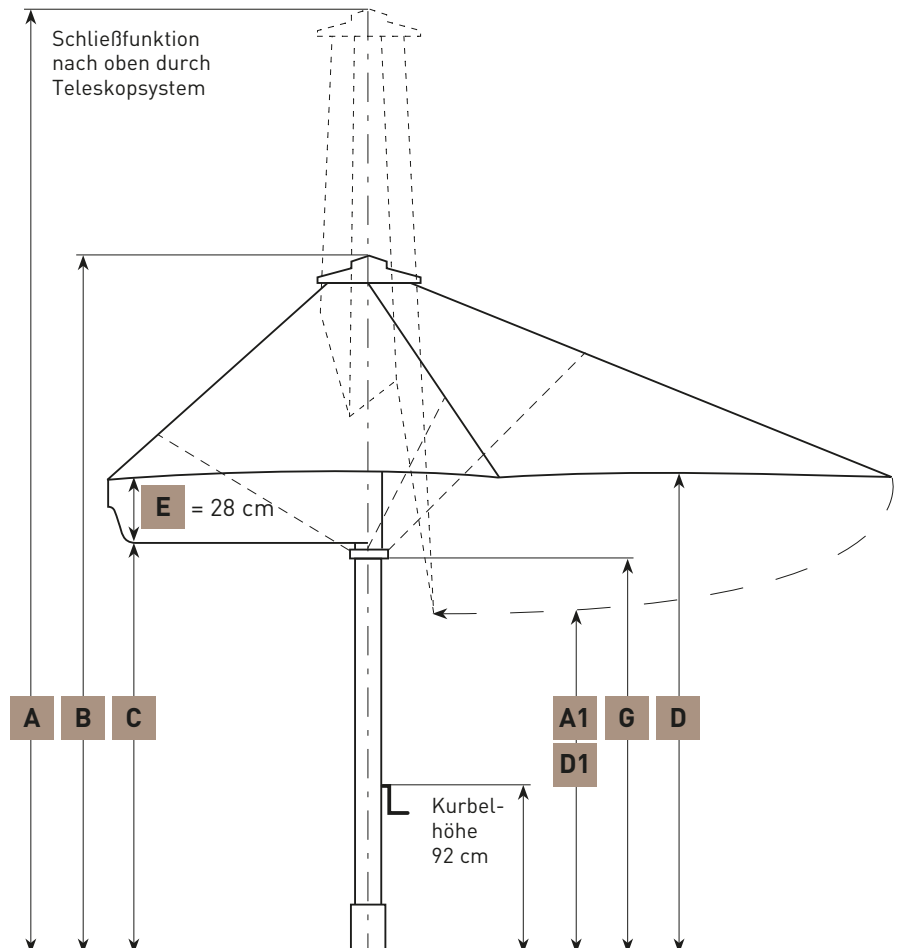 Schließfunktion
nach oben durch
Teleskopsystem
E = 28 cm
A B C
A1 G D
D1
Kurbel-
höhe
92 cm